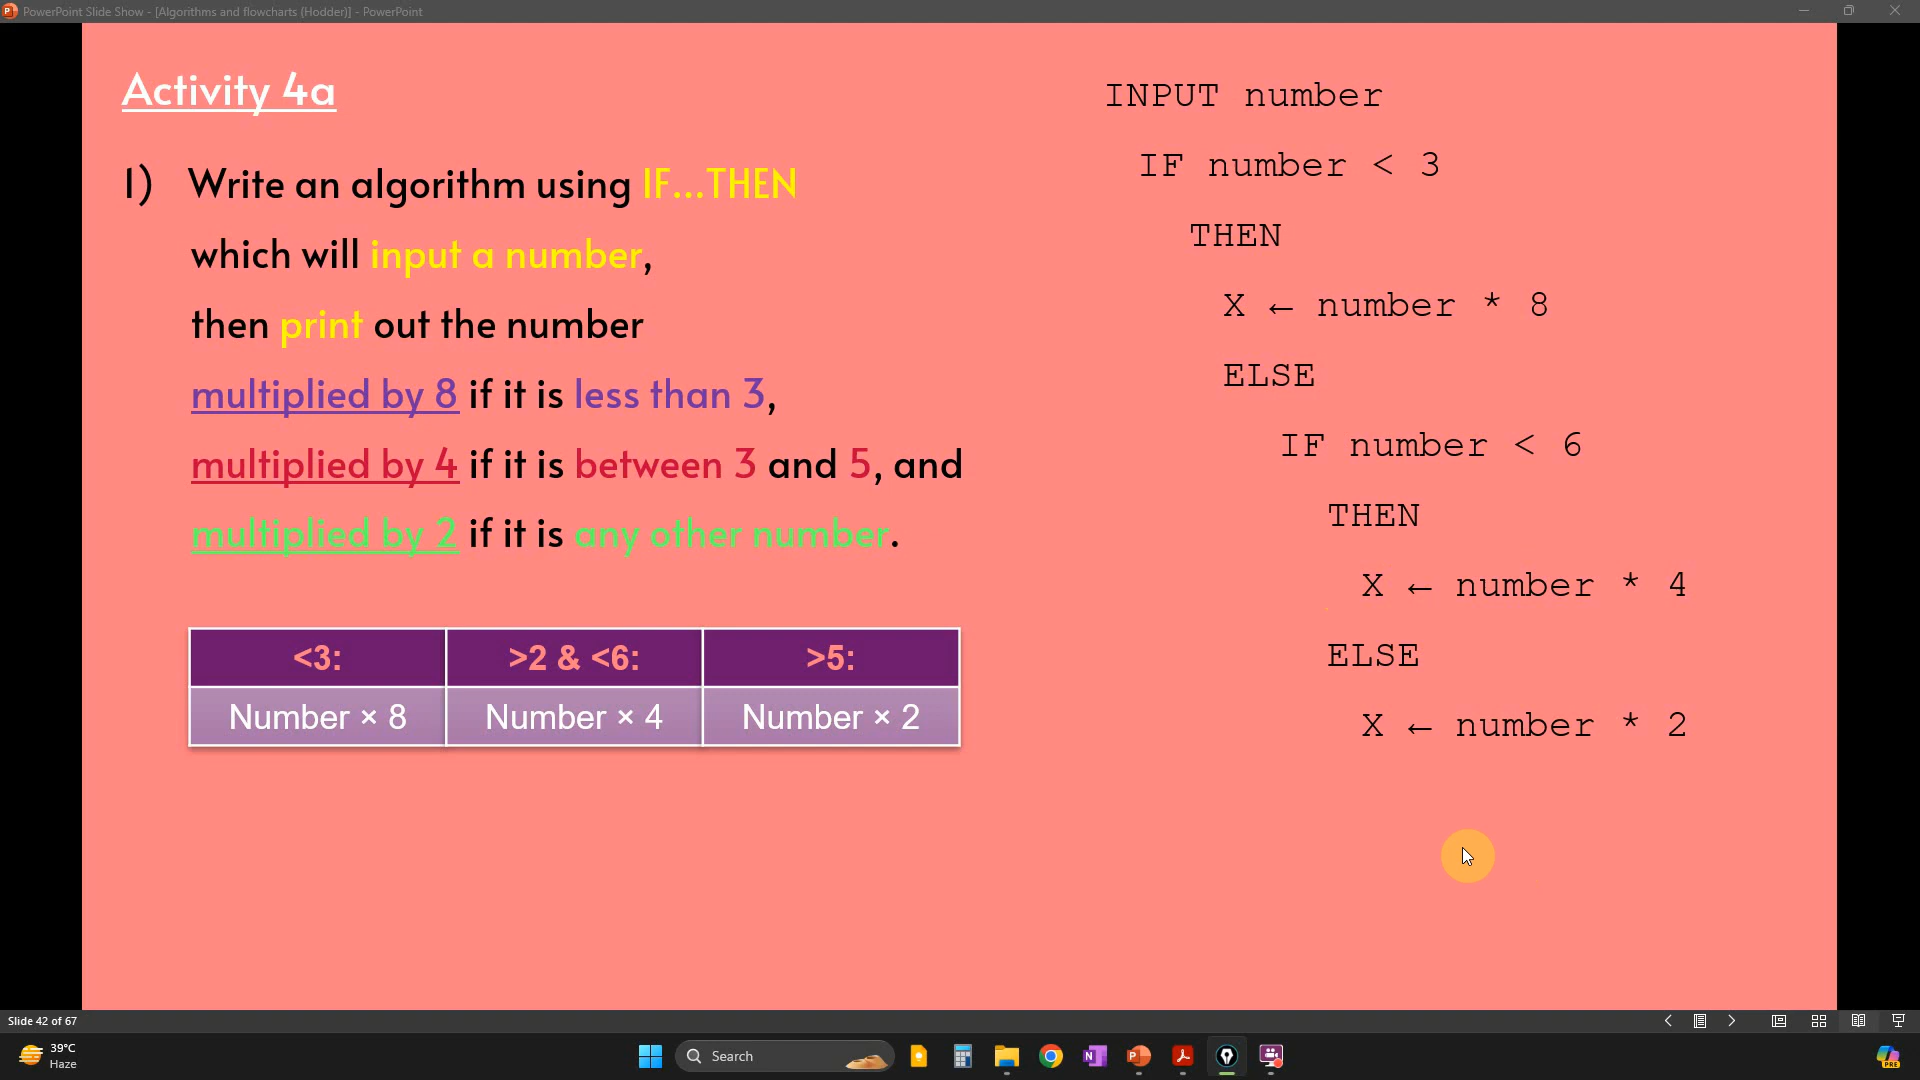 PowerPoint Slide Show - [Algorithms and flowcharts (Hodder)] - PowerPoint
Activity 4a
1) Write an algorithm using IF...THEN
which will input a number,
then print out the number
multiplied by 8 if it is less than 3,
multiplied by 4 if it is between 3 and 5, and
multiplied by 2 if it is any other number.
<3: >2 & <6: >5:
Number × 8 Number × 4 Number × 2
INPUT number
IF number < 3
THEN
X ← number * 8
ELSE
IF number < 6
THEN
X ← number * 4
ELSE
X ← number * 2
Slide 42 of 67
39°C
Haze
Search
PRE